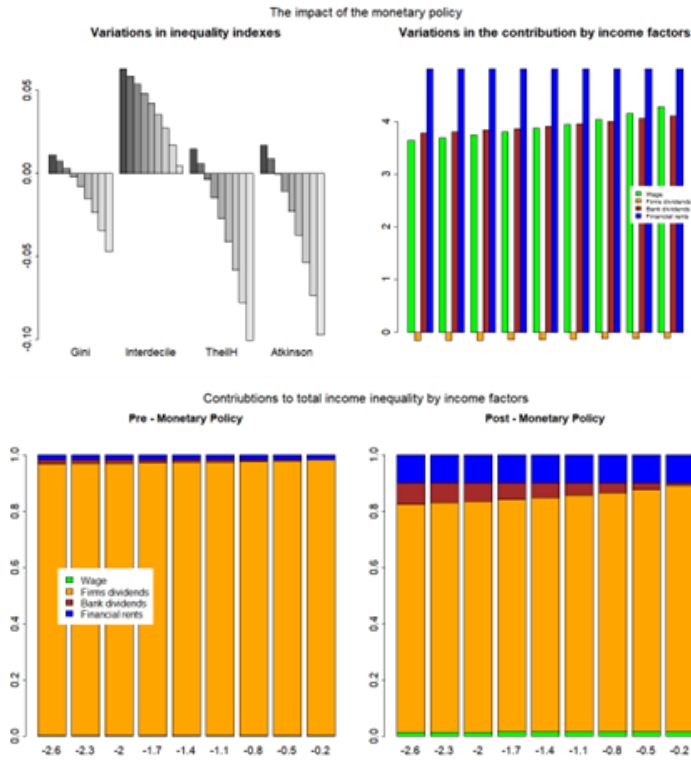 The impact of the monetary policy
Variations in inequality indexes
Variations in the contribution by income factors
0.05
0.00
-0.05
-0.10
Gini Interdecile TheilH Atkinson
4
3
2
1
0
Wage
Firms dividends
Bank dividends
Financial rents
Contriubtions to total income inequality by income factors
Pre - Monetary Policy
Post - Monetary Policy
1.0
0.8
0.6
0.4
0.2
0.0
Wage
Firms dividends
Bank dividends
Financial rents
-2.6 -2.3 -2 -1.7 -1.4 -1.1 -0.8 -0.5 -0.2
1.0
0.8
0.6
0.4
0.2
0.0
-2.6 -2.3 -2 -1.7 -1.4 -1.1 -0.8 -0.5 -0.2